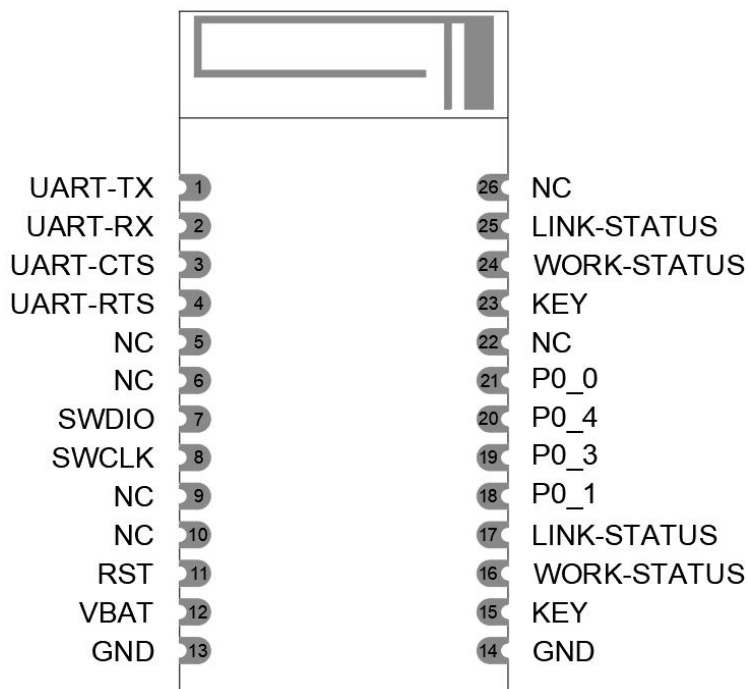 UART-TX 1 26 NC
UART-RX 2 25 LINK-STATUS
UART-CTS 3 24 WORK-STATUS
UART-RTS 4 23 KEY
NC 5 22 NC
NC 6 21 P0_0
SWDIO 7 20 P0_4
SWCLK 8 19 P0_3
NC 9 18 P0_1
NC 10 17 LINK-STATUS
RST 11 16 WORK-STATUS
VBAT 12 15 KEY
GND 13 14 GND